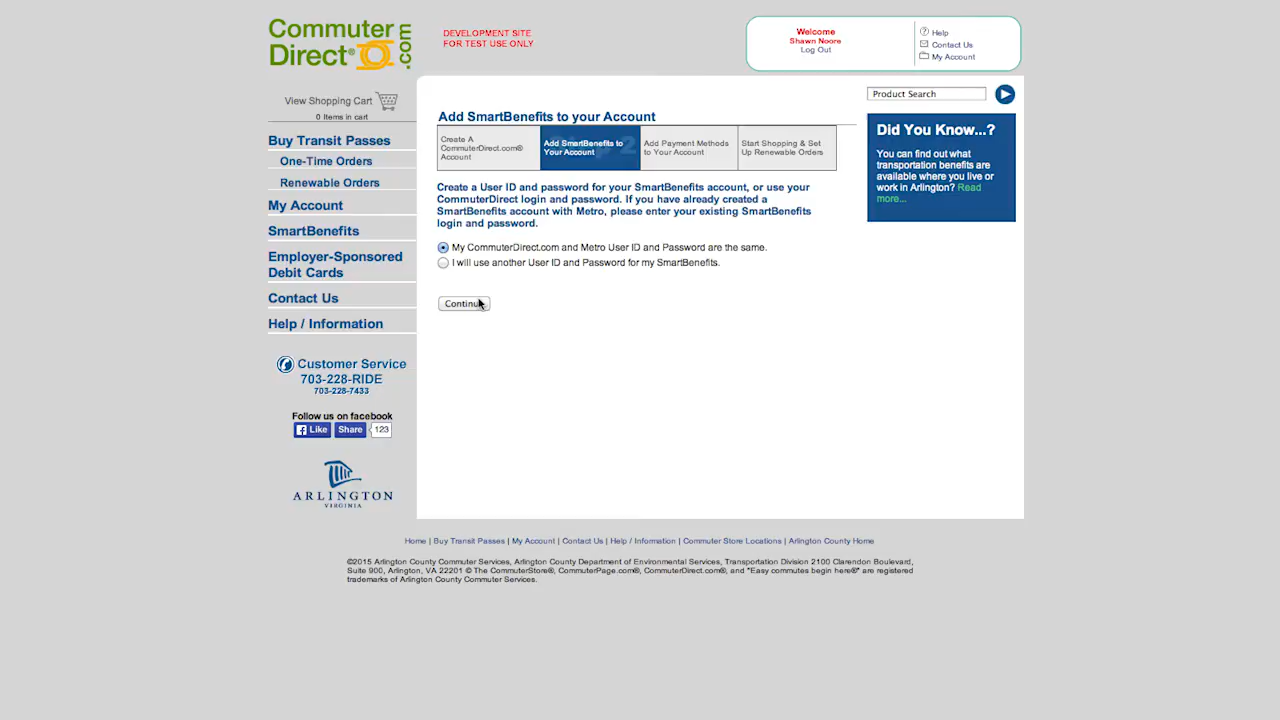 Commuter
Direct®
.com
DEVELOPMENT SITE
FOR TEST USE ONLY
Welcome
Shawn Noore
Log Out
Help
Contact Us
My Account
View Shopping Cart
0 Items in cart
Buy Transit Passes
One-Time Orders
Renewable Orders
My Account
SmartBenefits
Employer-Sponsored
Debit Cards
Contact Us
Help / Information
Customer Service
703-228-RIDE
703-228-7433
Follow us on facebook
Like Share 123
ARLINGTON
VIRGINIA
Product Search
Add SmartBenefits to your Account
Create A
CommuterDirect.com®
Account
Add SmartBenefits to
Your Account
Add Payment Methods
to Your Account
Start Shopping & Set
Up Renewable Orders
Create a User ID and password for your SmartBenefits account, or use your
CommuterDirect login and password. If you have already created a
SmartBenefits account with Metro, please enter your existing SmartBenefits
login and password.
My CommuterDirect.com and Metro User ID and Password are the same.
I will use another User ID and Password for my SmartBenefits.
Continue
Did You Know...?
You can find out what
transportation benefits are
available where you live or
work in Arlington? Read
more...
Home | Buy Transit Passes | My Account | Contact Us | Help / Information | Commuter Store Locations | Arlington County Home
©2015 Arlington County Commuter Services, Arlington County Department of Environmental Services, Transportation Division 2100 Clarendon Boulevard,
Suite 900, Arlington, VA 22201 © The CommuterStore®, CommuterPage.com®, CommuterDirect.com®, and "Easy commutes begin here®" are registered
trademarks of Arlington County Commuter Services.